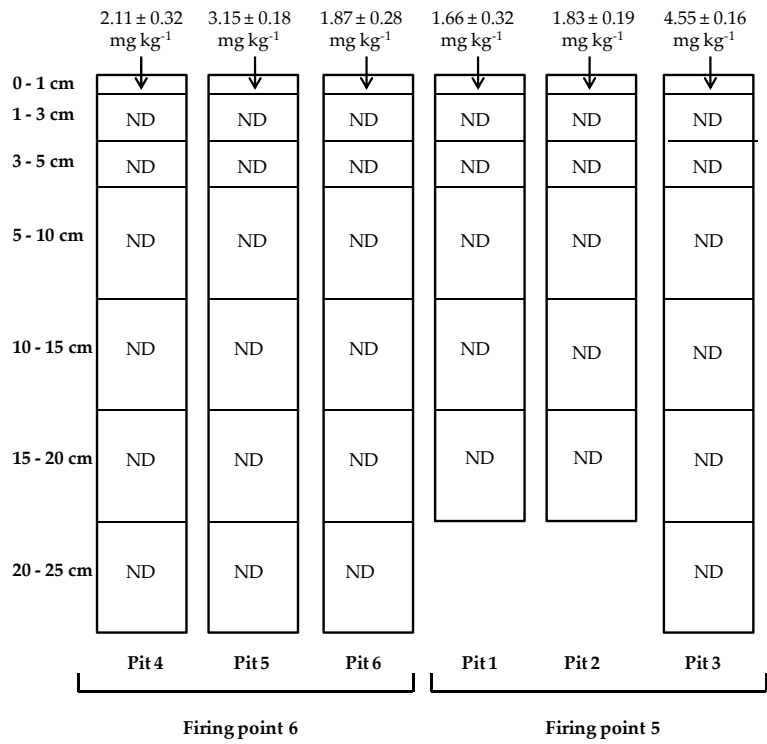 2.11 ± 0.32 3.15 ± 0.18 1.87 ± 0.28 1.66 ± 0.32 1.83 ± 0.19 4.55 ± 0.16
mg kg⁻¹ mg kg⁻¹ mg kg⁻¹ mg kg⁻¹ mg kg⁻¹ mg kg⁻¹
0 - 1 cm
1 - 3 cm ND ND ND ND ND ND
3 - 5 cm ND ND ND ND ND ND
5 - 10 cm ND ND ND ND ND ND
10 - 15 cm ND ND ND ND ND ND
15 - 20 cm ND ND ND ND ND ND
20 - 25 cm ND ND ND ND
Pit 4 Pit 5 Pit 6 Pit 1 Pit 2 Pit 3
Firing point 6 Firing point 5